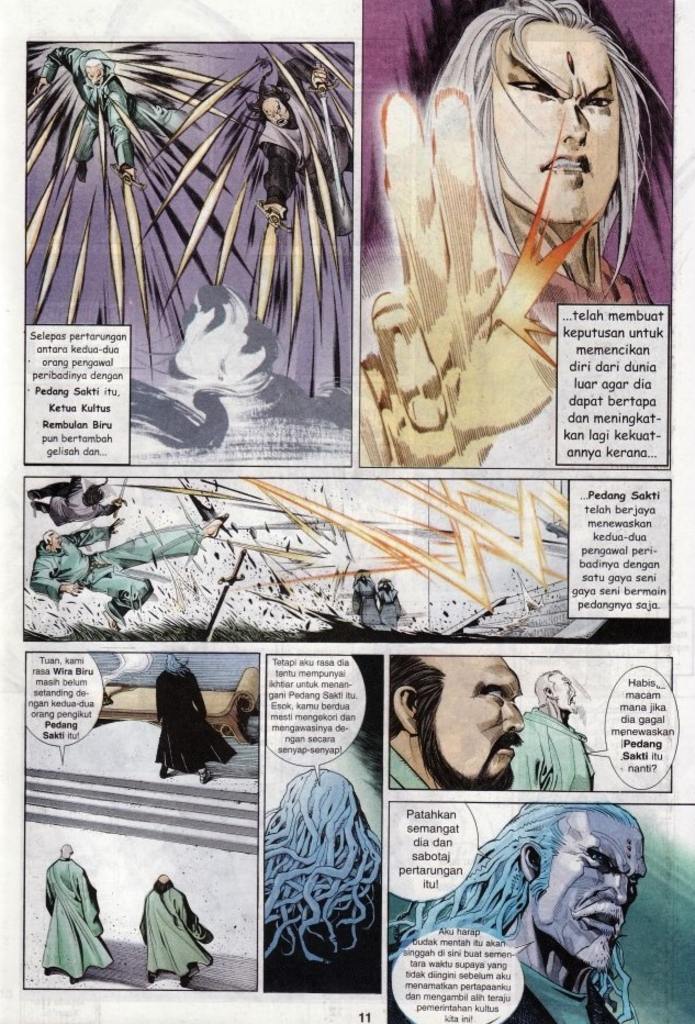 Selepas pertarungan
antara kedua-dua
orang pengawal
peribadinya dengan
Pedang Sakti itu,
Ketua Kultus
Rembulan Biru
pun bertambah
gelisah dan...
...telah membuat
keputusan untuk
memencikan
diri dari dunia
luar agar dia
dapat bertapa
dan meningkat-
kan lagi kekuat-
annya kerana...
...Pedang Sakti
telah berjaya
menewaskan
kedua-dua
pengawal peri-
badinya dengan
satu gaya seni
gaya seni bermain
pedangnya saja.
Tuan, kami
rasa Wira Biru
masih belum
setanding de-
ngan kedua-dua
orang pengikut
Pedang
Sakti itu!
Tetapi aku rasa dia
tentu mempunyai
ikhtiar untuk menan-
gani Pedang Sakti itu.
Esok, kamu berdua
mesti mengekori dan
mengawasinya de-
ngan secara
senyap-senyap!
Habis,
macam
mana jika
dia gagal
menewaskan
Pedang
Sakti itu
nanti?
Patahkan
semangat
dia dan
sabotaj
pertarungan
itu!
Aku harap
budak mentah itu akan
singgah di sini buat semen-
tara waktu supaya yang
tidak diingini sebelum aku
menamatkan pertapaanku
dan mengambil alih teraju
pemerintahan kultus
kita ini!
11